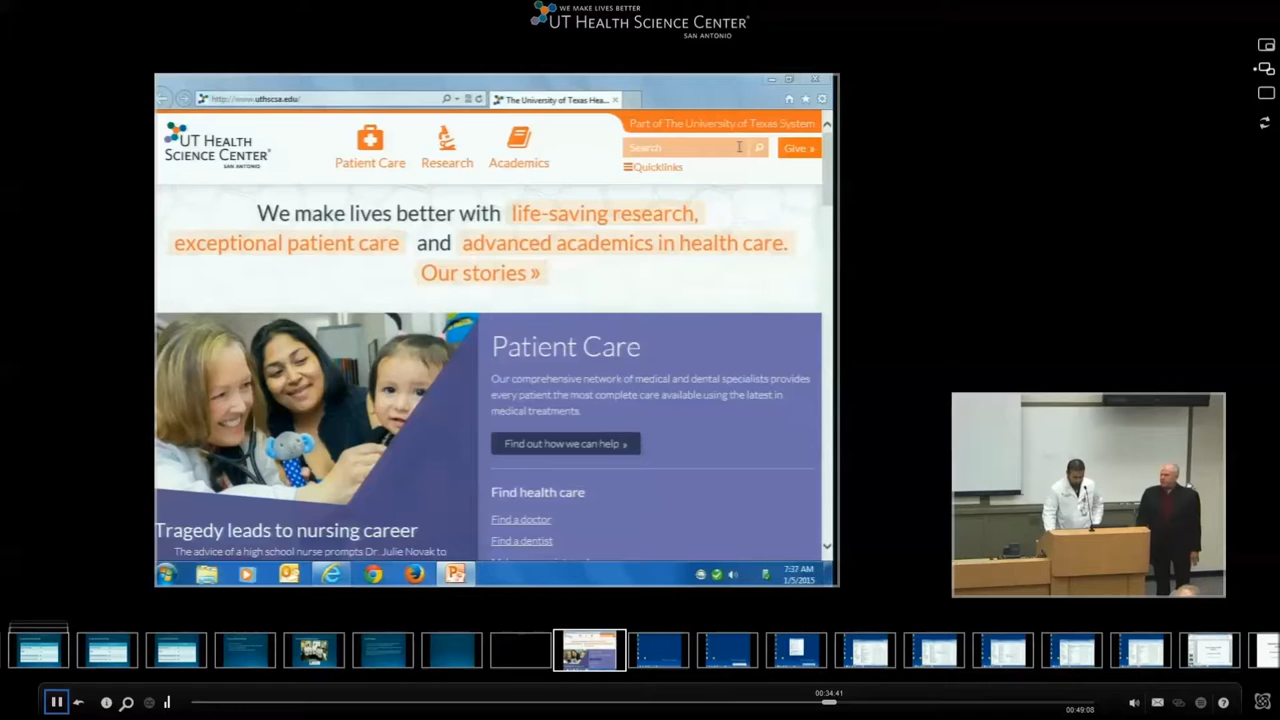 WE MAKE LIVES BETTER
UT HEALTH SCIENCE CENTER®
SAN ANTONIO
http://www.uthscsa.edu/
The University of Texas Hea...
Part of The University of Texas System
UT HEALTH
SCIENCE CENTER®
SAN ANTONIO
Patient Care
Research
Academics
Search
Give »
Quicklinks
We make lives better with life-saving research,
exceptional patient care and advanced academics in health care.
Our stories »
Patient Care
Our comprehensive network of medical and dental specialists provides
every patient the most complete care available using the latest in
medical treatments.
Find out how we can help »
Find health care
Find a doctor
Find a dentist
Tragedy leads to nursing career
The advice of a high school nurse prompts Dr. Julie Novak to
7:37 AM
1/5/2015
00:34:41
00:49:08